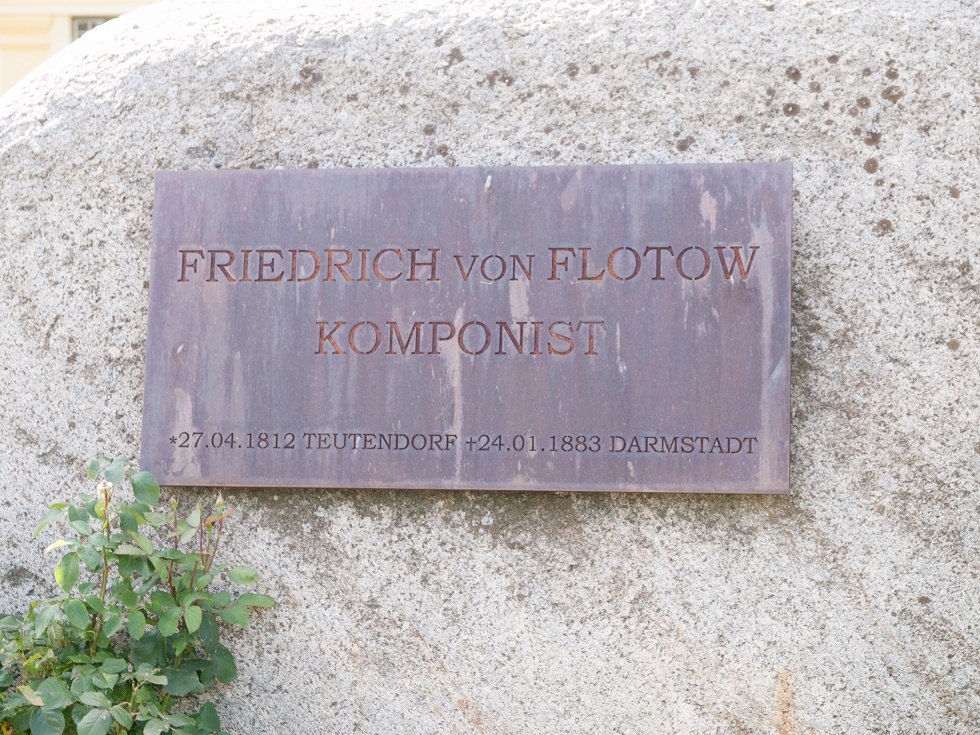 FRIEDRICH VON FLOTOW
KOMPONIST
*27.04.1812 TEUTENDORF +24.01.1883 DARMSTADT